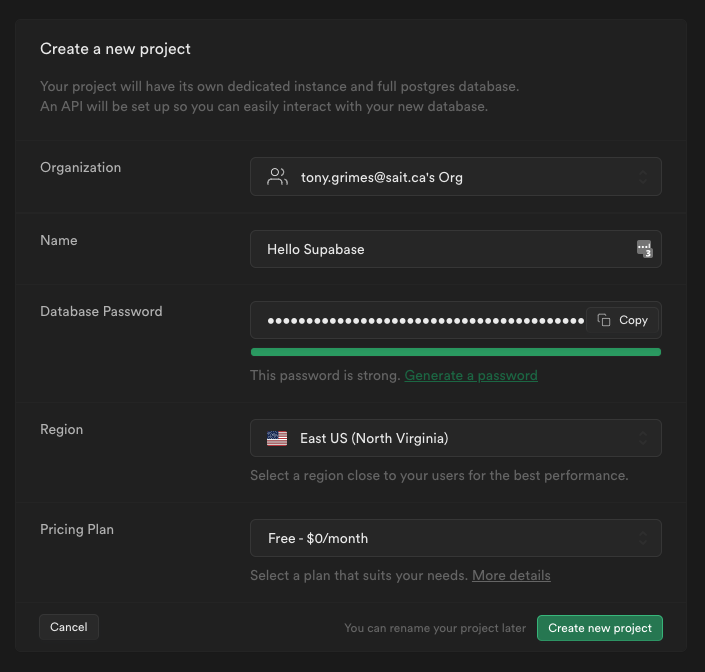 Create a new project
Your project will have its own dedicated instance and full postgres database.
An API will be set up so you can easily interact with your new database.
Organization
tony.grimes@sait.ca's Org
Name
Hello Supabase
3
Database Password
Copy
This password is strong. Generate a password
Region
East US (North Virginia)
Select a region close to your users for the best performance.
Pricing Plan
Free - $0/month
Select a plan that suits your needs. More details
Cancel
You can rename your project later
Create new project